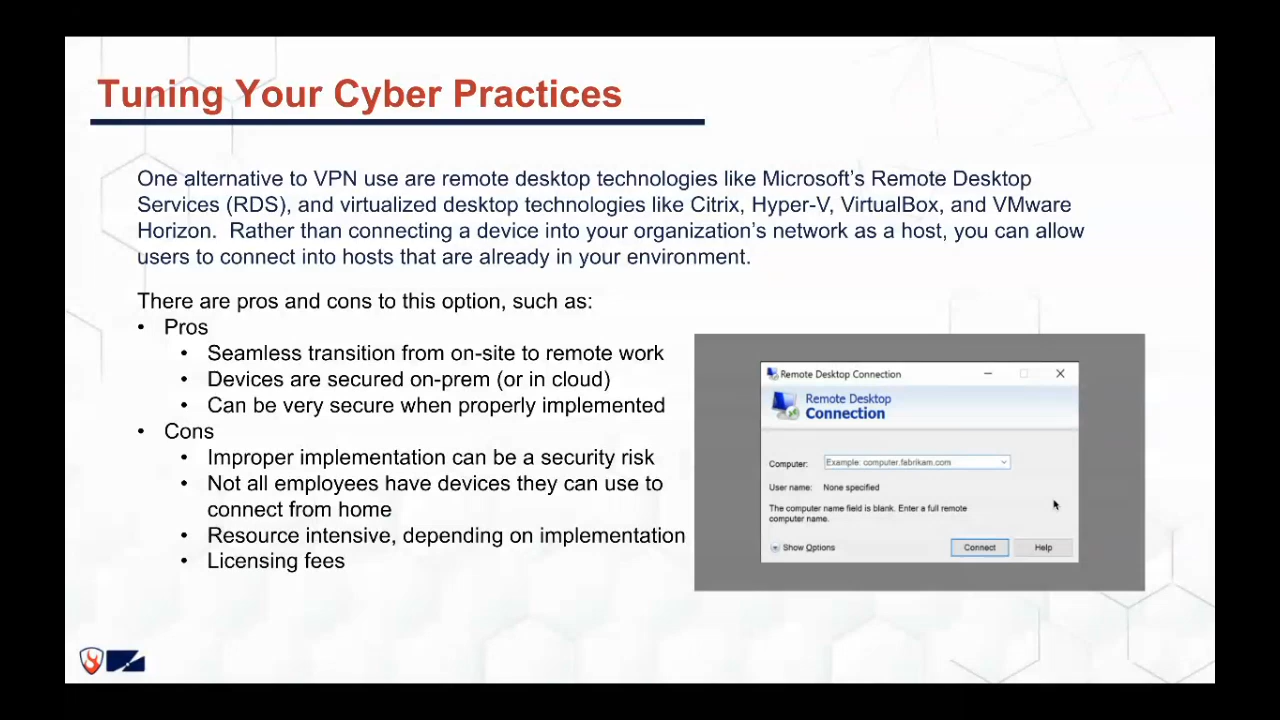 Tuning Your Cyber Practices
One alternative to VPN use are remote desktop technologies like Microsoft's Remote Desktop
Services (RDS), and virtualized desktop technologies like Citrix, Hyper-V, VirtualBox, and VMware
Horizon.  Rather than connecting a device into your organization's network as a host, you can allow
users to connect into hosts that are already in your environment.
There are pros and cons to this option, such as:
• Pros
• Seamless transition from on-site to remote work
• Devices are secured on-prem (or in cloud)
• Can be very secure when properly implemented
• Cons
• Improper implementation can be a security risk
• Not all employees have devices they can use to
connect from home
• Resource intensive, depending on implementation
• Licensing fees
Remote Desktop Connection
Remote Desktop
Connection
Computer: Example: computer.fabrikam.com
User name: None specified
The computer name field is blank. Enter a full remote
computer name.
Show Options Connect Help